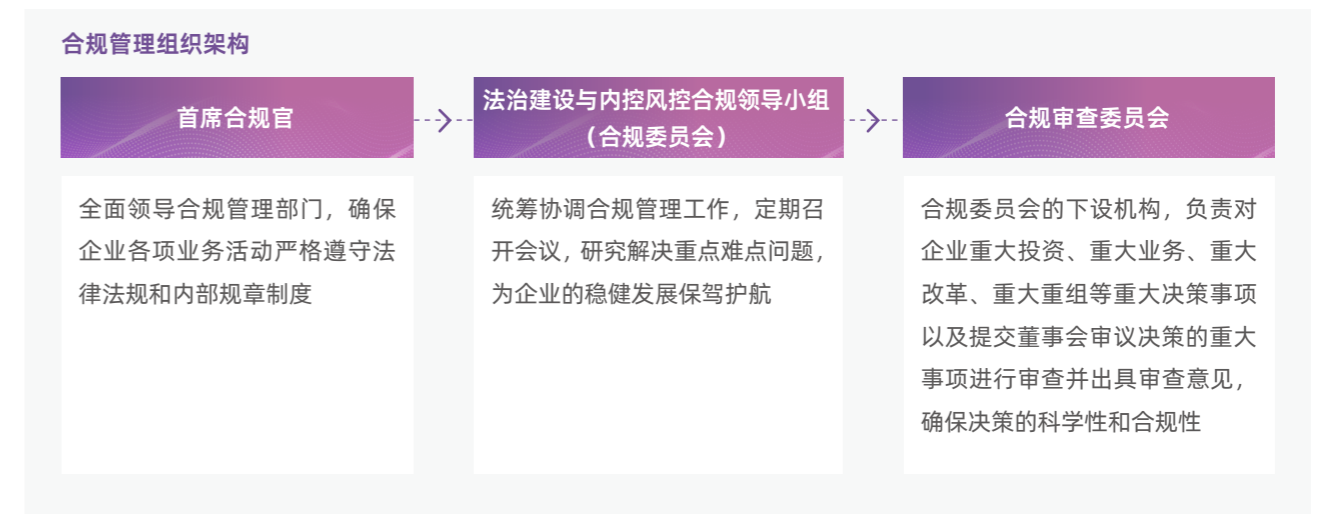 合规管理组织架构
首席合规官
法治建设与内控风控合规领导小组
（合规委员会）
合规审查委员会
全面领导合规管理部门，确保
企业各项业务活动严格遵守法
律法规和内部规章制度
统筹协调合规管理工作，定期召
开会议，研究解决重点难点问题，
为企业的稳健发展保驾护航
合规委员会的下设机构，负责对
企业重大投资、重大业务、重大
改革、重大重组等重大决策事项
以及提交董事会审议决策的重大
事项进行审查并出具审查意见，
确保决策的科学性和合规性